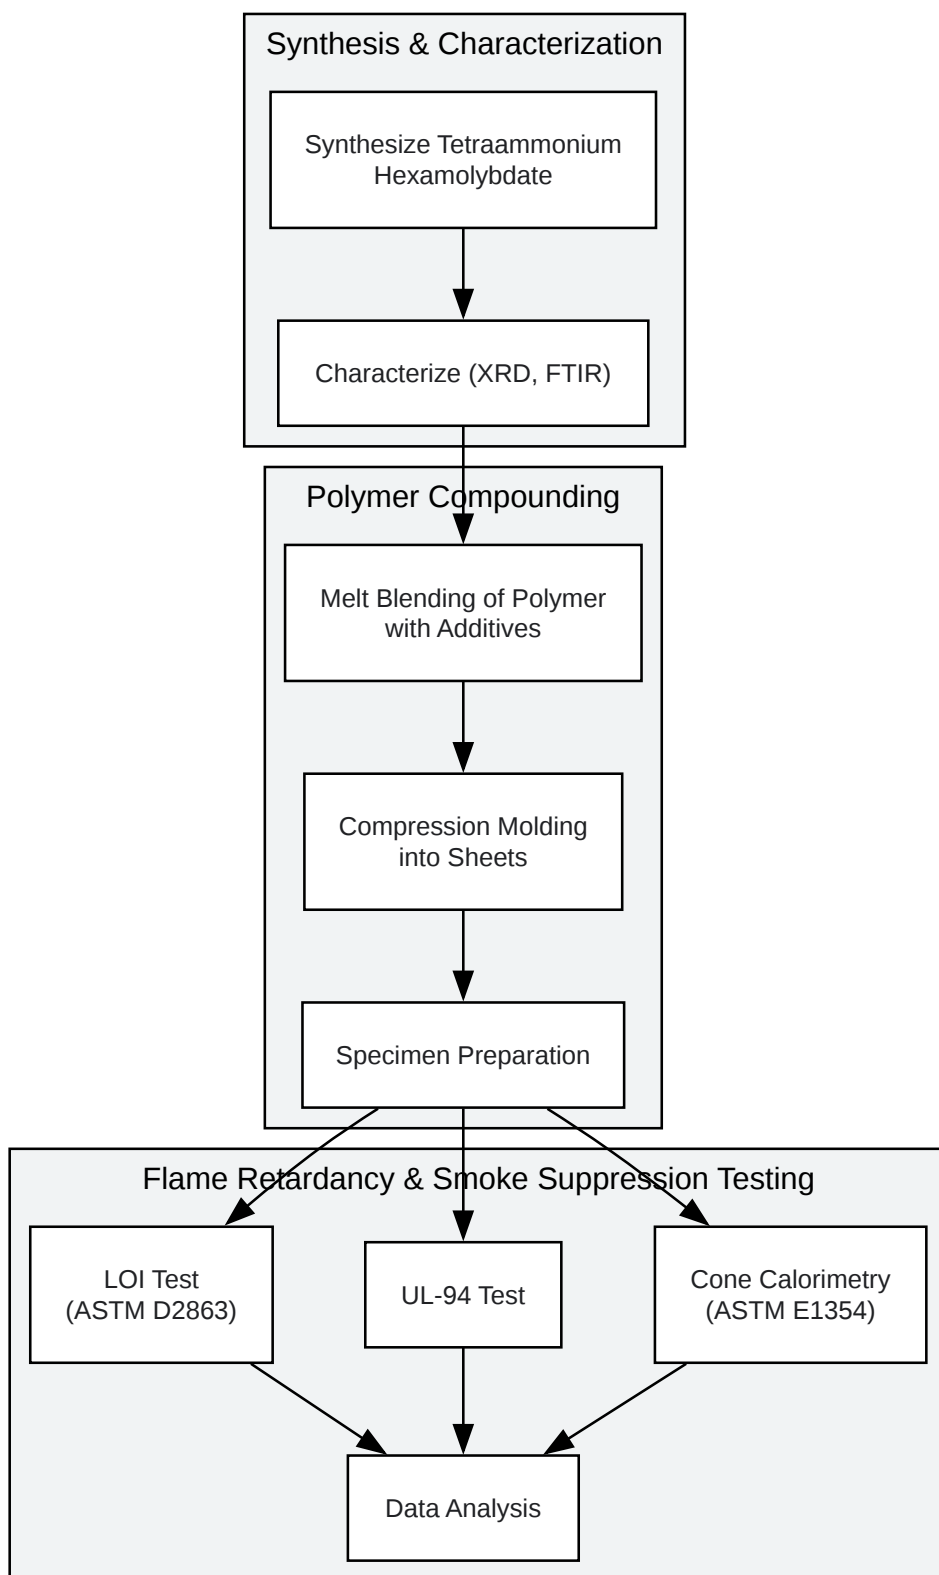 Synthesis & Characterization
Synthesize Tetraammonium
Hexamolybdate
Characterize (XRD, FTIR)
Polymer Compounding
Melt Blending of Polymer
with Additives
Compression Molding
into Sheets
Specimen Preparation
Flame Retardancy & Smoke Suppression Testing
LOI Test
(ASTM D2863)
UL-94 Test
Cone Calorimetry
(ASTM E1354)
Data Analysis